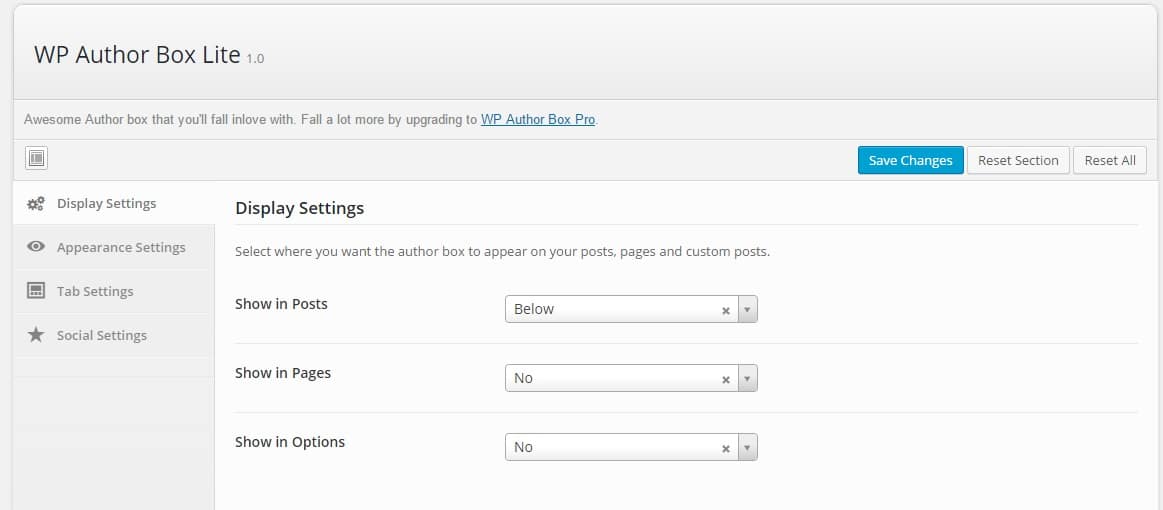 WP Author Box Lite 1.0
Awesome Author box that you'll fall inlove with. Fall a lot more by upgrading to WP Author Box Pro.
Save Changes Reset Section Reset All
Display Settings
Appearance Settings
Tab Settings
Social Settings
Display Settings
Select where you want the author box to appear on your posts, pages and custom posts.
Show in Posts Below
Show in Pages No
Show in Options No